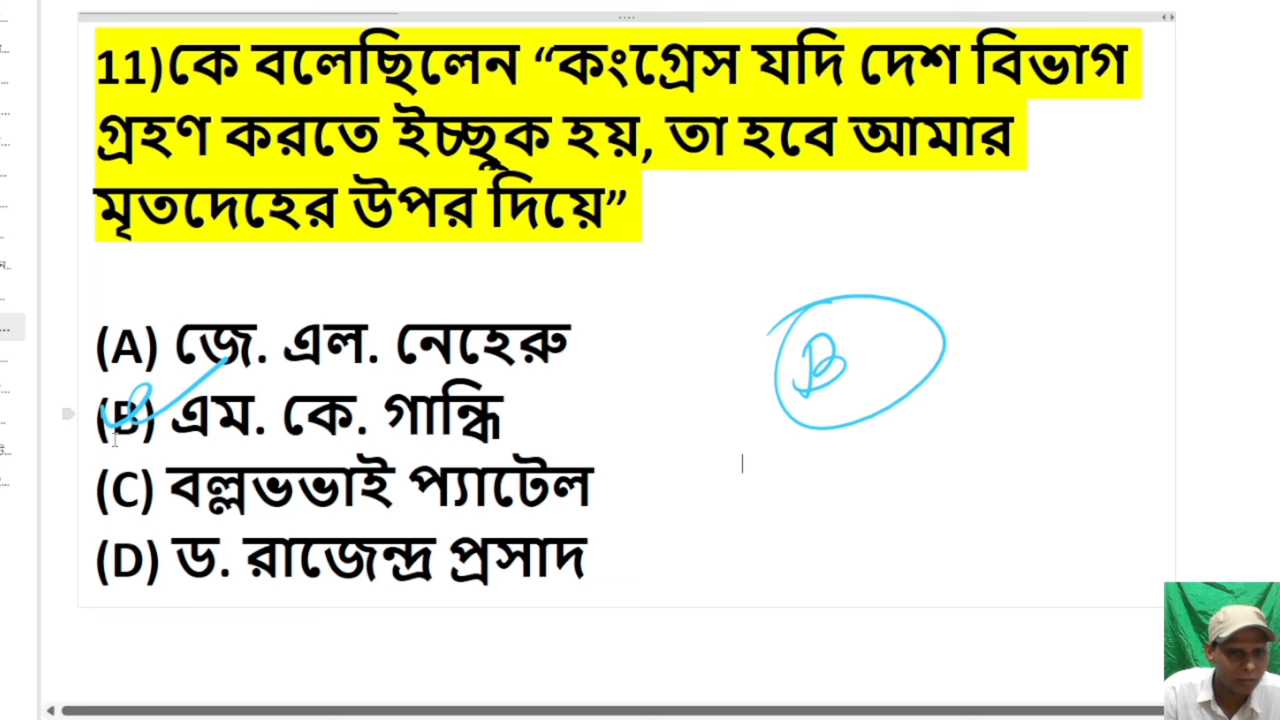 11)কে বলেছিলেন “কংগ্রেস যদি দেশ বিভাগ
গ্রহণ করতে ইচ্ছুক হয়, তা হবে আমার
মৃতদেহের উপর দিয়ে”
(A) জে. এল. নেহেরু
(B) এম. কে. গান্ধি
B
(C) বল্লভভাই প্যাটেল
(D) ড. রাজেন্দ্র প্রসাদ